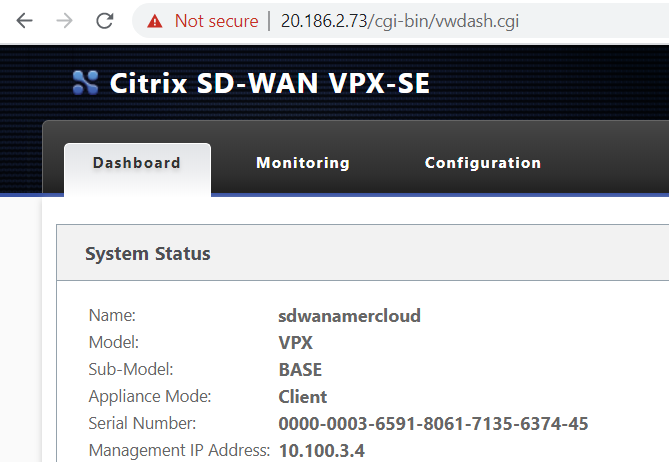 Not secure | 20.186.2.73/cgi-bin/vwdash.cgi
Citrix SD-WAN VPX-SE
Dashboard Monitoring Configuration
System Status
Name: sdwanamercloud
Model: VPX
Sub-Model: BASE
Appliance Mode: Client
Serial Number: 0000-0003-6591-8061-7135-6374-45
Management IP Address: 10.100.3.4